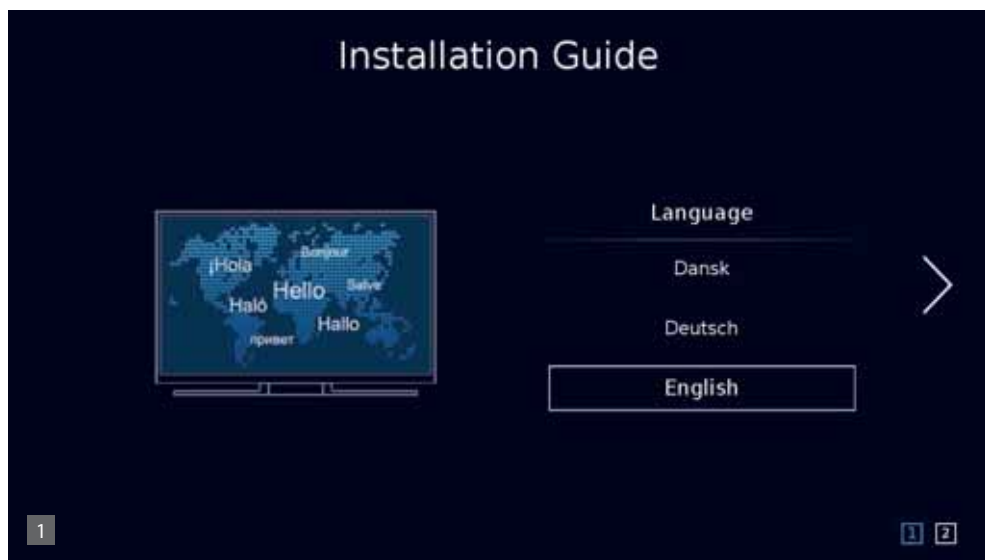 Installation Guide
Language
Dansk
Deutsch
English
¡Hola
Bonjour
Hello
Salve
Haló
Hallo
привет
1
1 2